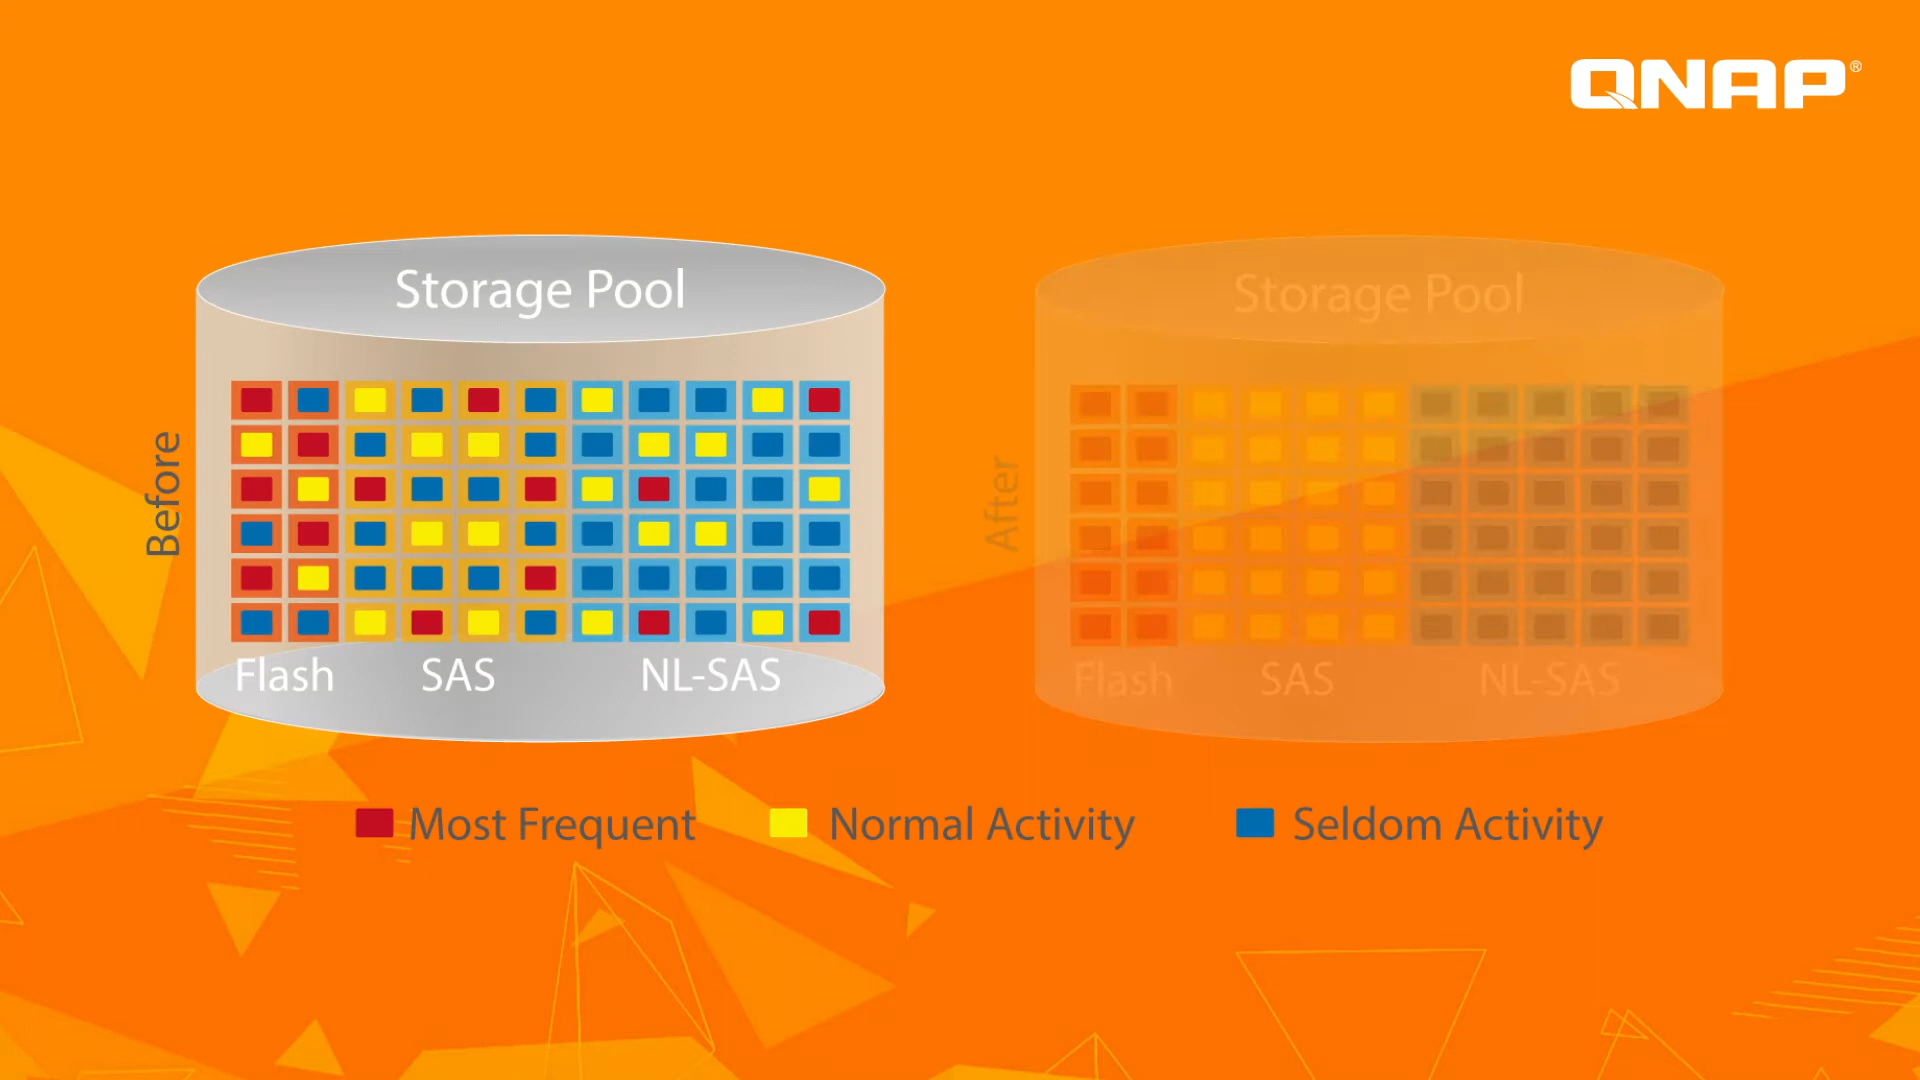 QNAP®
Storage Pool
Before
Flash SAS NL-SAS
Storage Pool
After
Flash SAS NL-SAS
Most Frequent
Normal Activity
Seldom Activity